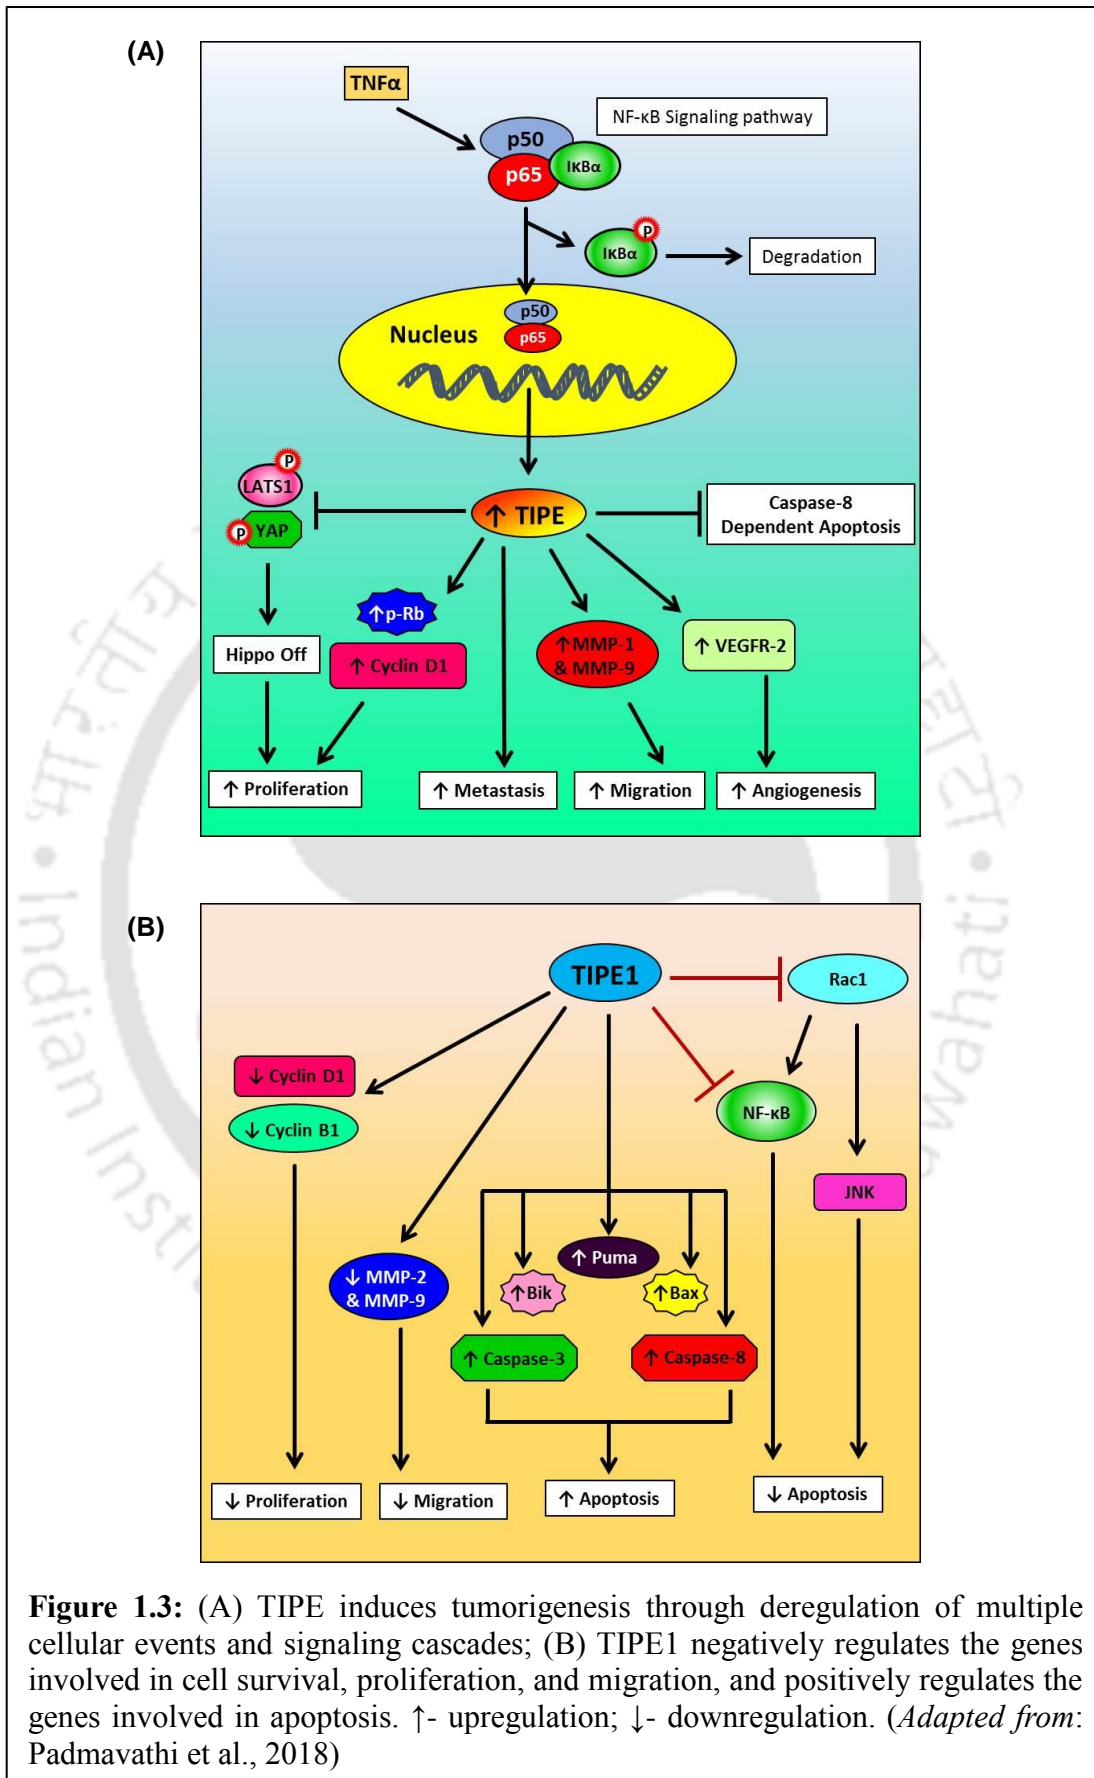 (A)
TNFα
NF-κB Signaling pathway
p50
p65
IκBα
P
IκBα
Degradation
p50
p65
Nucleus
P
LATS1
P
YAP
↑ TIPE
Caspase-8
Dependent Apoptosis
↑p-Rb
↑ Cyclin D1
Hippo Off
↑MMP-1
& MMP-9
↑ VEGFR-2
↑ Proliferation
↑ Metastasis
↑ Migration
↑ Angiogenesis
(B)
TIPE1
Rac1
↓ Cyclin D1
↓ Cyclin B1
NF-κB
JNK
↓ MMP-2
& MMP-9
↑ Puma
↑Bik
↑Bax
↑ Caspase-3
↑ Caspase-8
↓ Proliferation
↓ Migration
↑ Apoptosis
↓ Apoptosis
Figure 1.3: (A) TIPE induces tumorigenesis through deregulation of multiple
cellular events and signaling cascades; (B) TIPE1 negatively regulates the genes
involved in cell survival, proliferation, and migration, and positively regulates the
genes involved in apoptosis. ↑- upregulation; ↓- downregulation. (Adapted from:
Padmavathi et al., 2018)